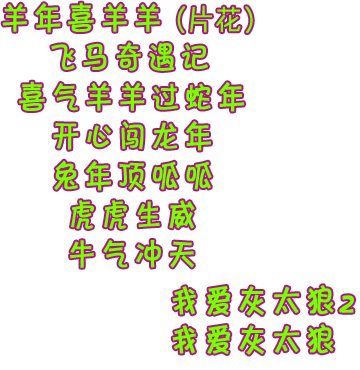 羊年喜羊羊（片花）
飞马奇遇记
喜气羊羊过蛇年
开心闯龙年
兔年顶呱呱
虎虎生威
牛气冲天
我爱灰太狼2
我爱灰太狼